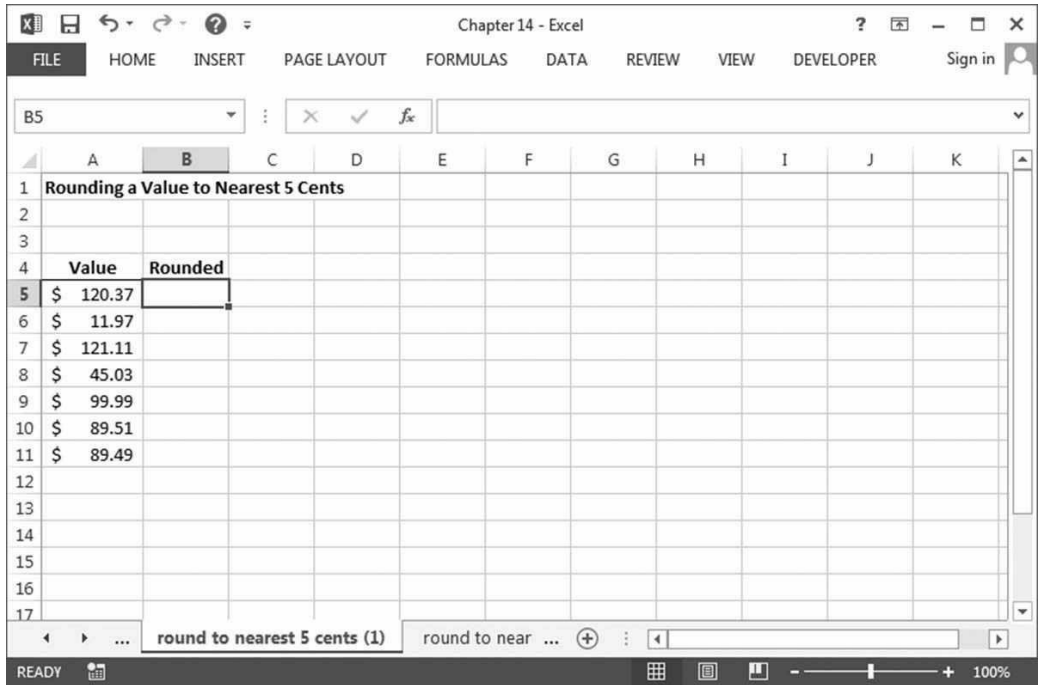 Chapter 14 - Excel
?
FILE HOME INSERT PAGE LAYOUT FORMULAS DATA REVIEW VIEW DEVELOPER Sign in
B5 fx
A B C D E F G H I J K
1 Rounding a Value to Nearest 5 Cents
2
3
4 Value Rounded
5 $ 120.37
6 $ 11.97
7 $ 121.11
8 $ 45.03
9 $ 99.99
10 $ 89.51
11 $ 89.49
12
13
14
15
16
17
... round to nearest 5 cents (1) round to near ...
READY 100%